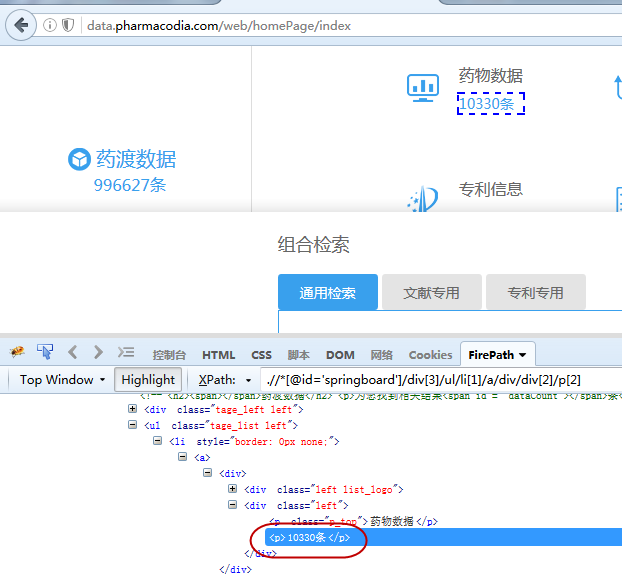 data.pharmacodia.com/web/homePage/index
药物数据
10330条
药渡数据
996627条
专利信息
组合检索
通用检索 文献专用 专利专用
控制台 HTML CSS 脚本 DOM 网络 Cookies FirePath
Top Window Highlight XPath: .//*[@id='springboard']/div[3]/ul/li[1]/a/div/div[2]/p[2]
<!-- <h2><span></span>药渡数据</h2> <p>为您找到相关结果<span id = "dataCount"></span>条<
<div class="tage_left left">
<ul class="tage_list left">
<li style="border: 0px none;">
<a>
<div>
<div class="left list_logo">
<div class="left">
<p class="p_top">药物数据</p>
<p>10330条</p>
</div>
</div>